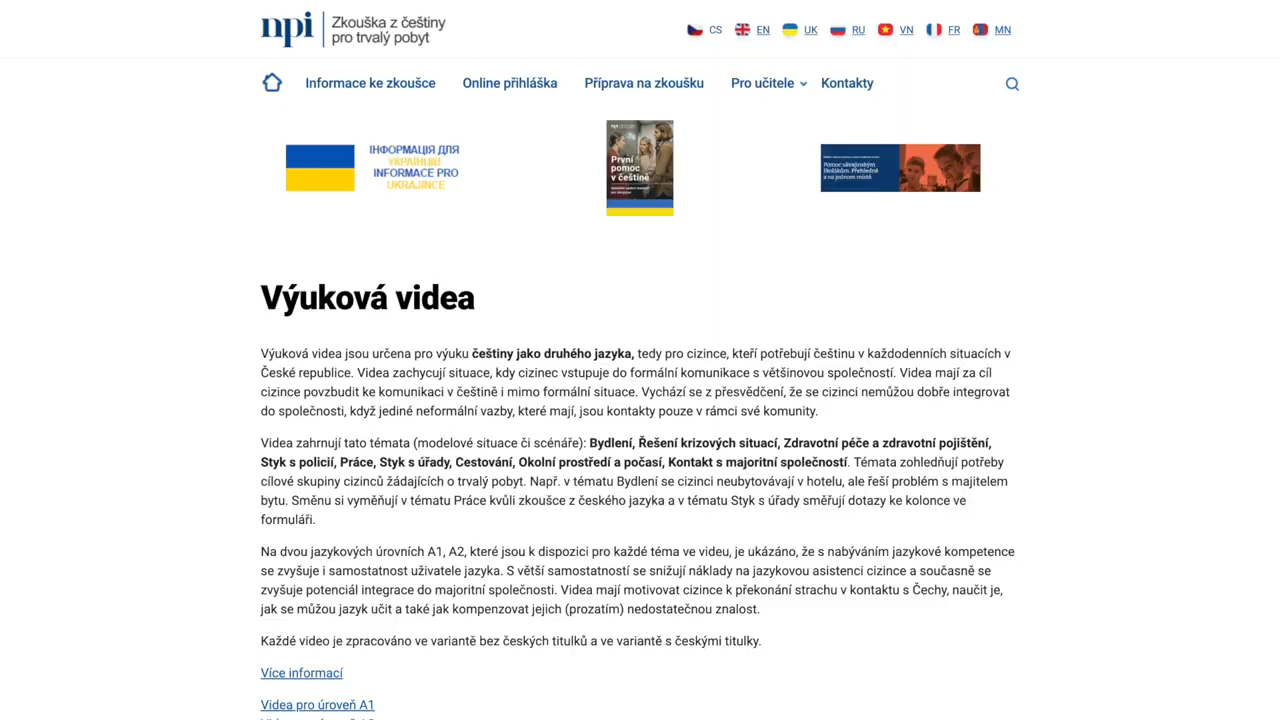 npi Zkouška z češtiny
pro trvalý pobyt
CS EN UK RU VN FR MN
Informace ke zkoušce Online přihláška Příprava na zkoušku Pro učitele Kontakty
ІНФОРМАЦІЯ ДЛЯ
УКРАЇНЦІВ
INFORMACE PRO
UKRAJINCE
První
pomoc
v češtině
Pomoc ukrajinským
školákům. Přehledně
a na jednom místě
Výuková videa
Výuková videa jsou určena pro výuku češtiny jako druhého jazyka, tedy pro cizince, kteří potřebují češtinu v každodenních situacích v
České republice. Videa zachycují situace, kdy cizinec vstupuje do formální komunikace s většinovou společností. Videa mají za cíl
cizince povzbudit ke komunikaci v češtině i mimo formální situace. Vychází se z přesvědčení, že se cizinci nemůžou dobře integrovat
do společnosti, když jediné neformální vazby, které mají, jsou kontakty pouze v rámci své komunity.
Videa zahrnují tato témata (modelové situace či scénáře): Bydlení, Řešení krizových situací, Zdravotní péče a zdravotní pojištění,
Styk s policií, Práce, Styk s úřady, Cestování, Okolní prostředí a počasí, Kontakt s majoritní společností. Témata zohledňují potřeby
cílové skupiny cizinců žádajících o trvalý pobyt. Např. v tématu Bydlení se cizinci neubytovávají v hotelu, ale řeší problém s majitelem
bytu. Směnu si vyměňují v tématu Práce kvůli zkoušce z českého jazyka a v tématu Styk s úřady směřují dotazy ke kolonce ve
formuláři.
Na dvou jazykových úrovních A1, A2, které jsou k dispozici pro každé téma ve videu, je ukázáno, že s nabýváním jazykové kompetence
se zvyšuje i samostatnost uživatele jazyka. S větší samostatností se snížují náklady na jazykovou asistenci cizince a současně se
zvyšuje potenciál integrace do majoritní společnosti. Videa mají motivovat cizince k překonání strachu v kontaktu s Čechy, naučit je,
jak se můžou jazyk učit a také jak kompenzovat jejich (prozatím) nedostatečnou znalost.
Každé video je zpracováno ve variantě bez českých titulků a ve variantě s českými titulky.
Více informací
Videa pro úroveň A1